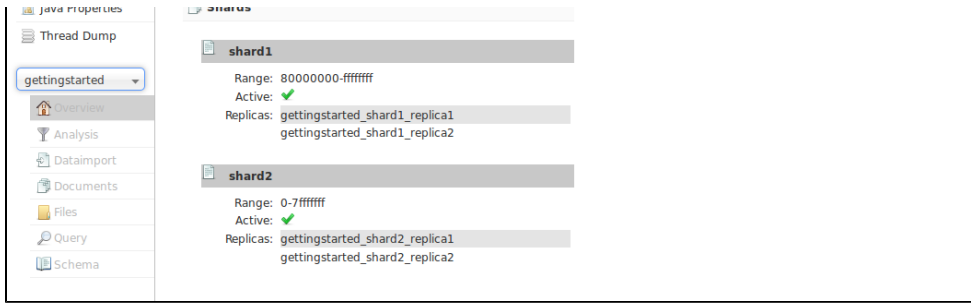 Java Properties
Thread Dump
gettingstarted
Overview
Analysis
Dataimport
Documents
Files
Query
Schema
Shards
shard1
Range: 80000000-ffffffff
Active:
Replicas: gettingstarted_shard1_replica1
gettingstarted_shard1_replica2
shard2
Range: 0-7fffffff
Active:
Replicas: gettingstarted_shard2_replica1
gettingstarted_shard2_replica2